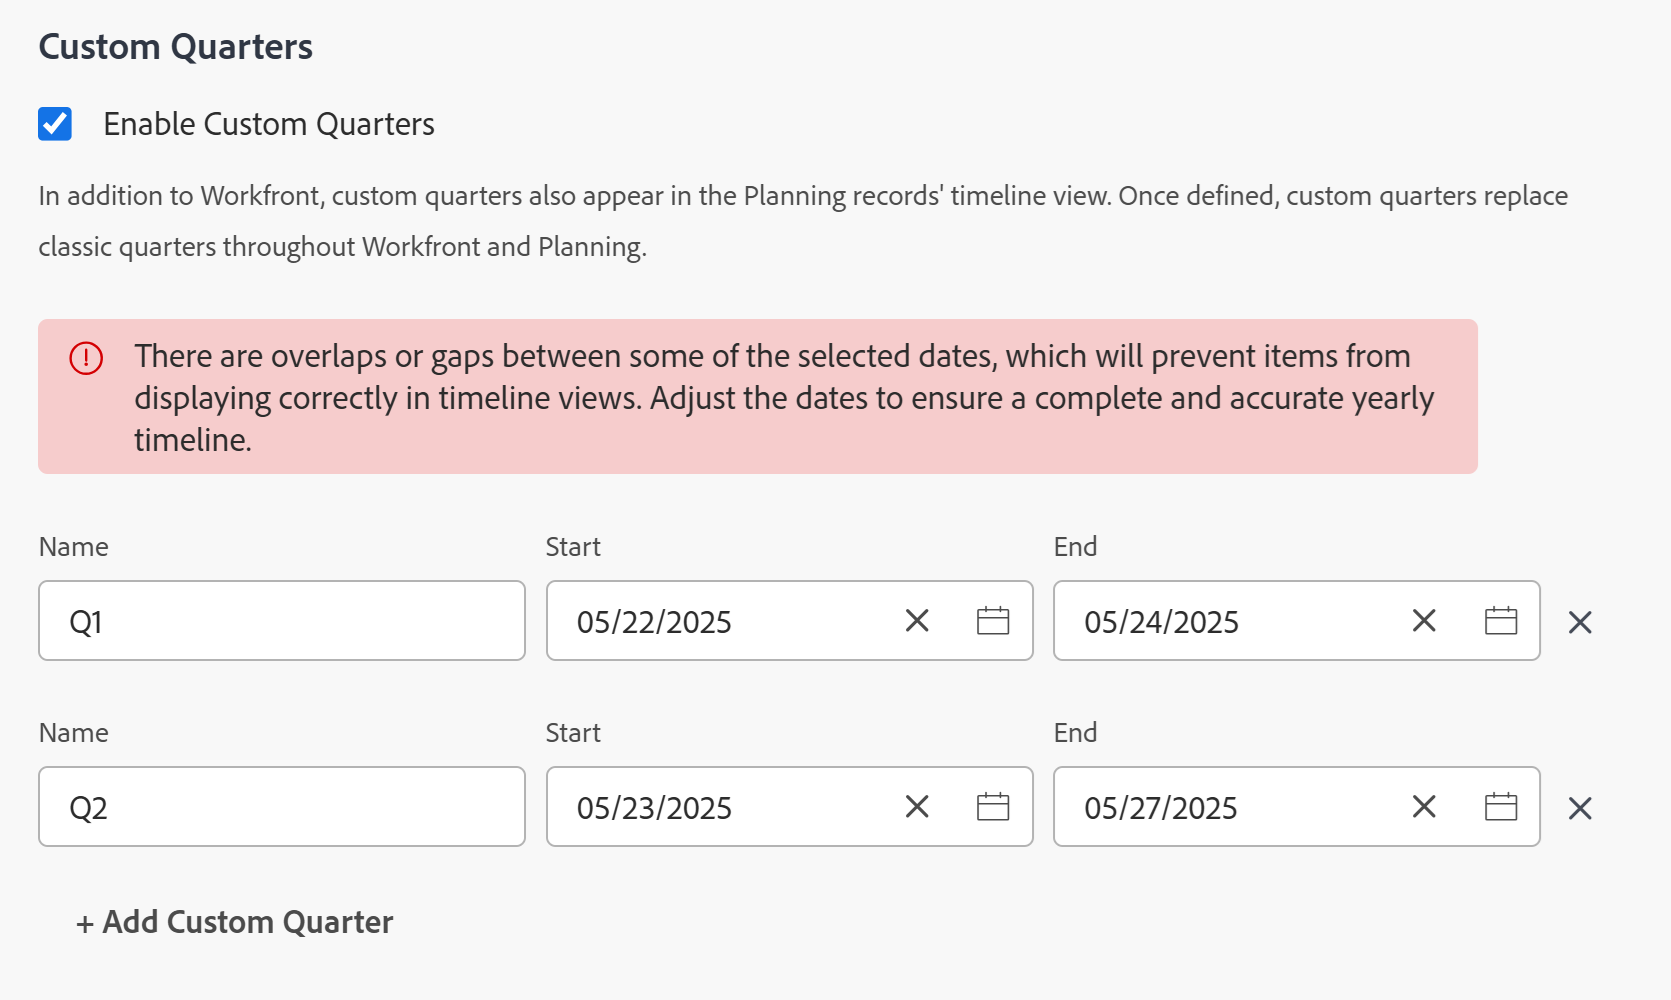 Custom Quarters
Enable Custom Quarters
In addition to Workfront, custom quarters also appear in the Planning records' timeline view. Once defined, custom quarters replace
classic quarters throughout Workfront and Planning.
There are overlaps or gaps between some of the selected dates, which will prevent items from
displaying correctly in timeline views. Adjust the dates to ensure a complete and accurate yearly
timeline.
Name Start End
Q1 05/22/2025 05/24/2025
Name Start End
Q2 05/23/2025 05/27/2025
+ Add Custom Quarter